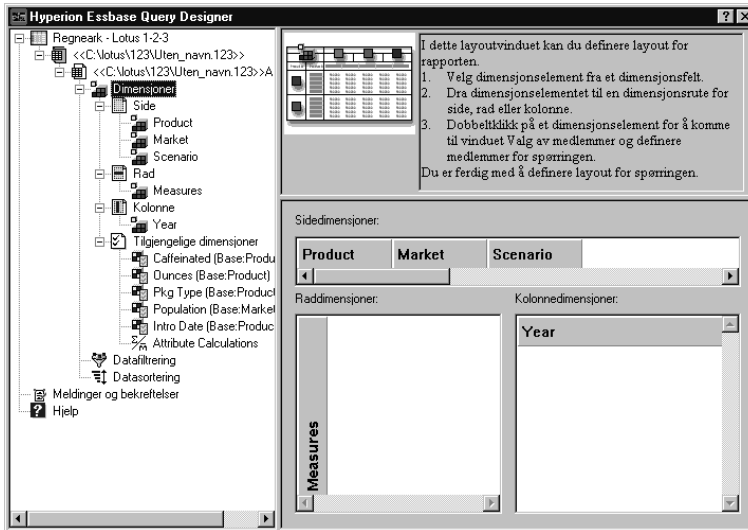 Hyperion Essbase Query Designer
Regneark - Lotus 1-2-3
<<C:\lotus\123\Uten_navn.123>>
<<C:\lotus\123\Uten_navn.123>>A
Dimensjoner
Side
Product
Market
Scenario
Rad
Measures
Kolonne
Year
Tilgjengelige dimensjoner
Caffeinated (Base:Produ
Ounces (Base:Product)
Pkg Type (Base:Product
Population (Base:Market
Intro Date (Base:Produc
Attribute Calculations
Datafiltrering
Datasortering
Meldinger og bekreftelser
Hjelp
I dette layoutvinduet kan du definere layout for
rapporten.
1. Velg dimensjonselement fra et dimensjonsfelt.
2. Dra dimensjonselementet til en dimensjonsrute for
side, rad eller kolonne.
3. Dobbeltklikk på et dimensjonselement for å komme
til vinduet Valg av medlemmer og definere
medlemmer for spørringen.
Du er ferdig med å definere layout for spørringen.
Sidedimensjoner:
Product Market Scenario
Raddimensjoner:
Measures
Kolonnedimensjoner:
Year